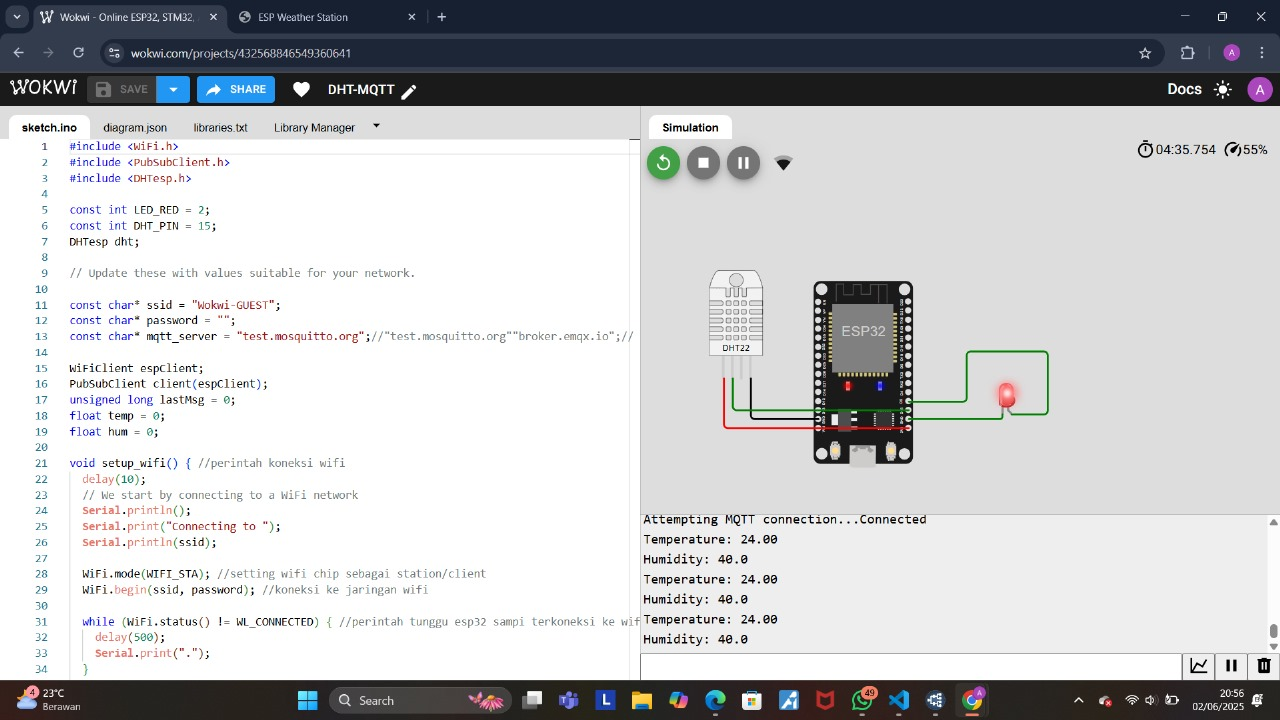 Wokwi - Online ESP32, STM32,
ESP Weather Station
wokwi.com/projects/432568846549360641
A
WOKWI
SAVE
SHARE
DHT-MQTT
Docs
A
sketch.ino
diagram.json
libraries.txt
Library Manager
Simulation
04:35.754
55%
1 #include <WiFi.h>
2 #include <PubSubClient.h>
3 #include <DHTesp.h>
4
5 const int LED_RED = 2;
6 const int DHT_PIN = 15;
7 DHTesp dht;
8
9 // Update these with values suitable for your network.
10
11 const char* ssid = "Wokwi-GUEST";
12 const char* password = "";
13 const char* mqtt_server = "test.mosquitto.org";//"test.mosquitto.org""broker.emqx.io";//
14
15 WiFiClient espClient;
16 PubSubClient client(espClient);
17 unsigned long lastMsg = 0;
18 float temp = 0;
19 float hum = 0;
20
21 void setup_wifi() { //perintah koneksi wifi
22 delay(10);
23 // We start by connecting to a WiFi network
24 Serial.println();
25 Serial.print("Connecting to ");
26 Serial.println(ssid);
27
28 WiFi.mode(WIFI_STA); //setting wifi chip sebagai station/client
29 WiFi.begin(ssid, password); //koneksi ke jaringan wifi
30
31 while (WiFi.status() != WL_CONNECTED) { //perintah tunggu esp32 sampi terkoneksi ke wif
32 delay(500);
33 Serial.print(".");
34 }
DHT22
ESP32
Attempting MQTT connection...Connected
Temperature: 24.00
Humidity: 40.0
Temperature: 24.00
Humidity: 40.0
Temperature: 24.00
Humidity: 40.0
4
23°C
Berawan
Search
L
49
A
20:56
02/06/2025